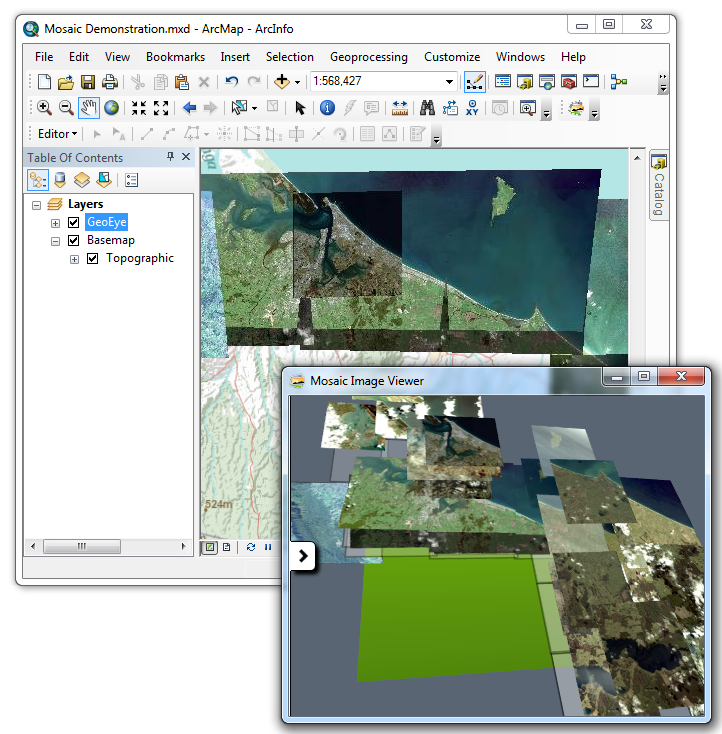 Mosaic Demonstration.mxd - ArcMap - ArcInfo
File Edit View Bookmarks Insert Selection Geoprocessing Customize Windows Help
1:568,427
XY
Editor
Table Of Contents
Layers
GeoEye
Basemap
Topographic
Catalog
524m
Mosaic Image Viewer